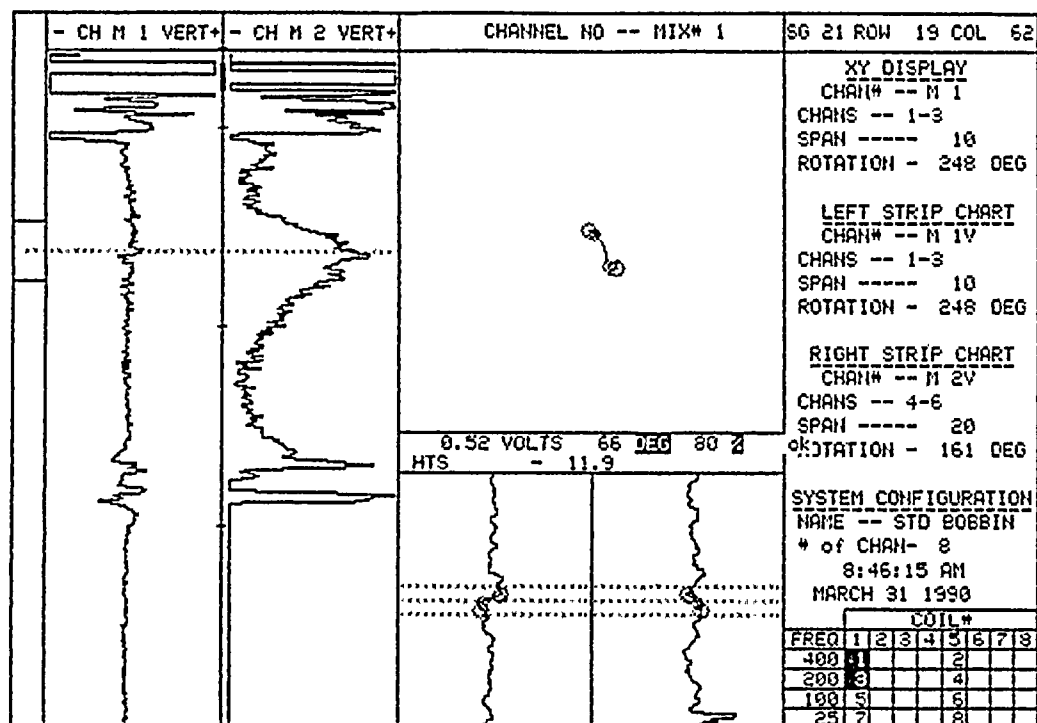 - CH M 1 VERT+
- CH M 2 VERT+
CHANNEL NO -- MIX# 1
SG 21 ROW 19 COL 62
XY DISPLAY
CHAN# -- M 1
CHANS -- 1-3
SPAN ----- 10
ROTATION - 248 DEG
LEFT STRIP CHART
CHAN# -- M 1V
CHANS -- 1-3
SPAN ----- 10
ROTATION - 248 DEG
RIGHT STRIP CHART
CHAN# -- M 2V
CHANS -- 4-6
SPAN ----- 20
ROTATION - 161 DEG
0.52 VOLTS 66 DEG 80 % ok
HTS - 11.9
SYSTEM CONFIGURATION
NAME -- STD BOBBIN
# of CHAN- 8
8:46:15 AM
MARCH 31 1990
COIL#
FREQ 1 2 3 4 5 6 7 8
400 1 2
200 3 4
100 5 6
25 7 8